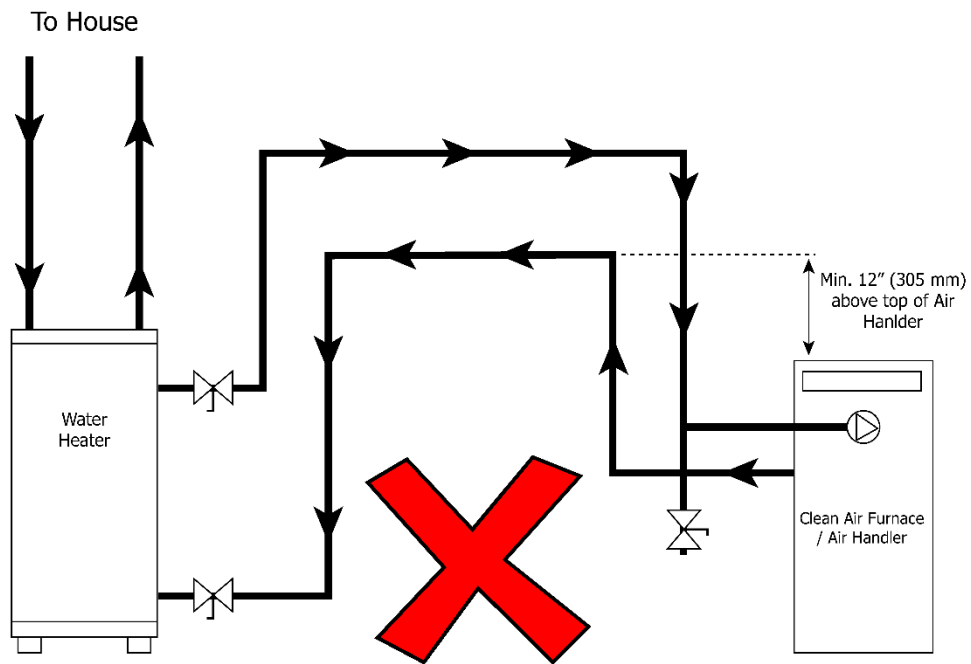 To House
Min. 12” (305 mm)
above top of Air
Hanlder
Water
Heater
Clean Air Furnace
/ Air Handler